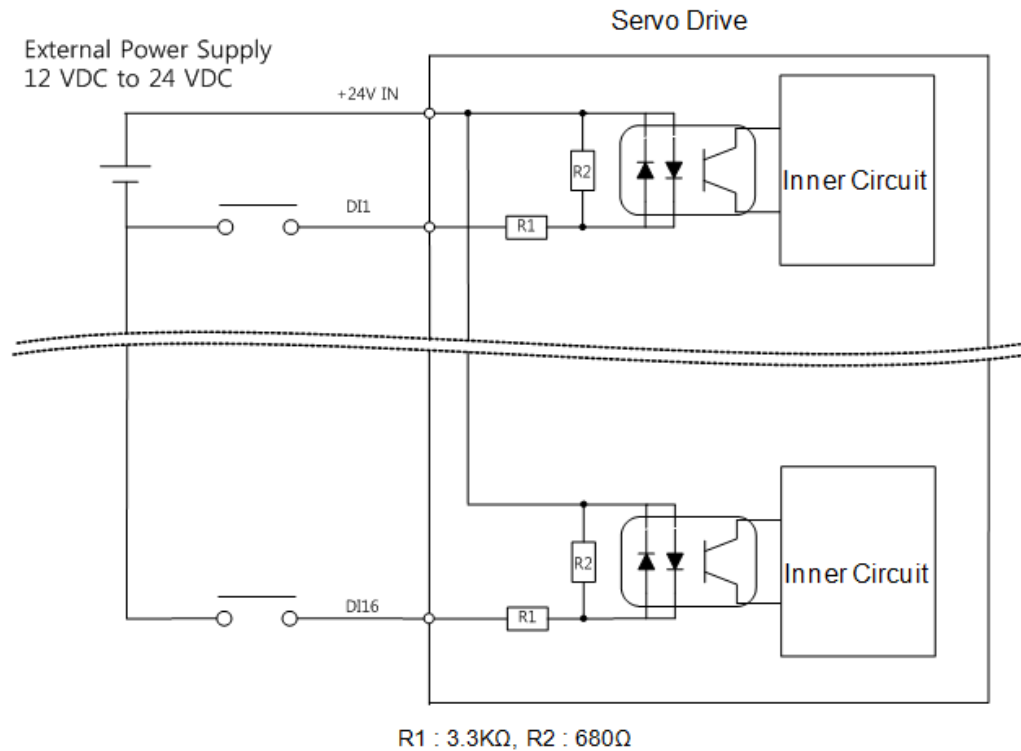 Servo Drive
External Power Supply
12 VDC to 24 VDC
+24V IN
R2
Inner Circuit
DI1
R1
R2
Inner Circuit
DI16
R1
R1 : 3.3KΩ, R2 : 680Ω